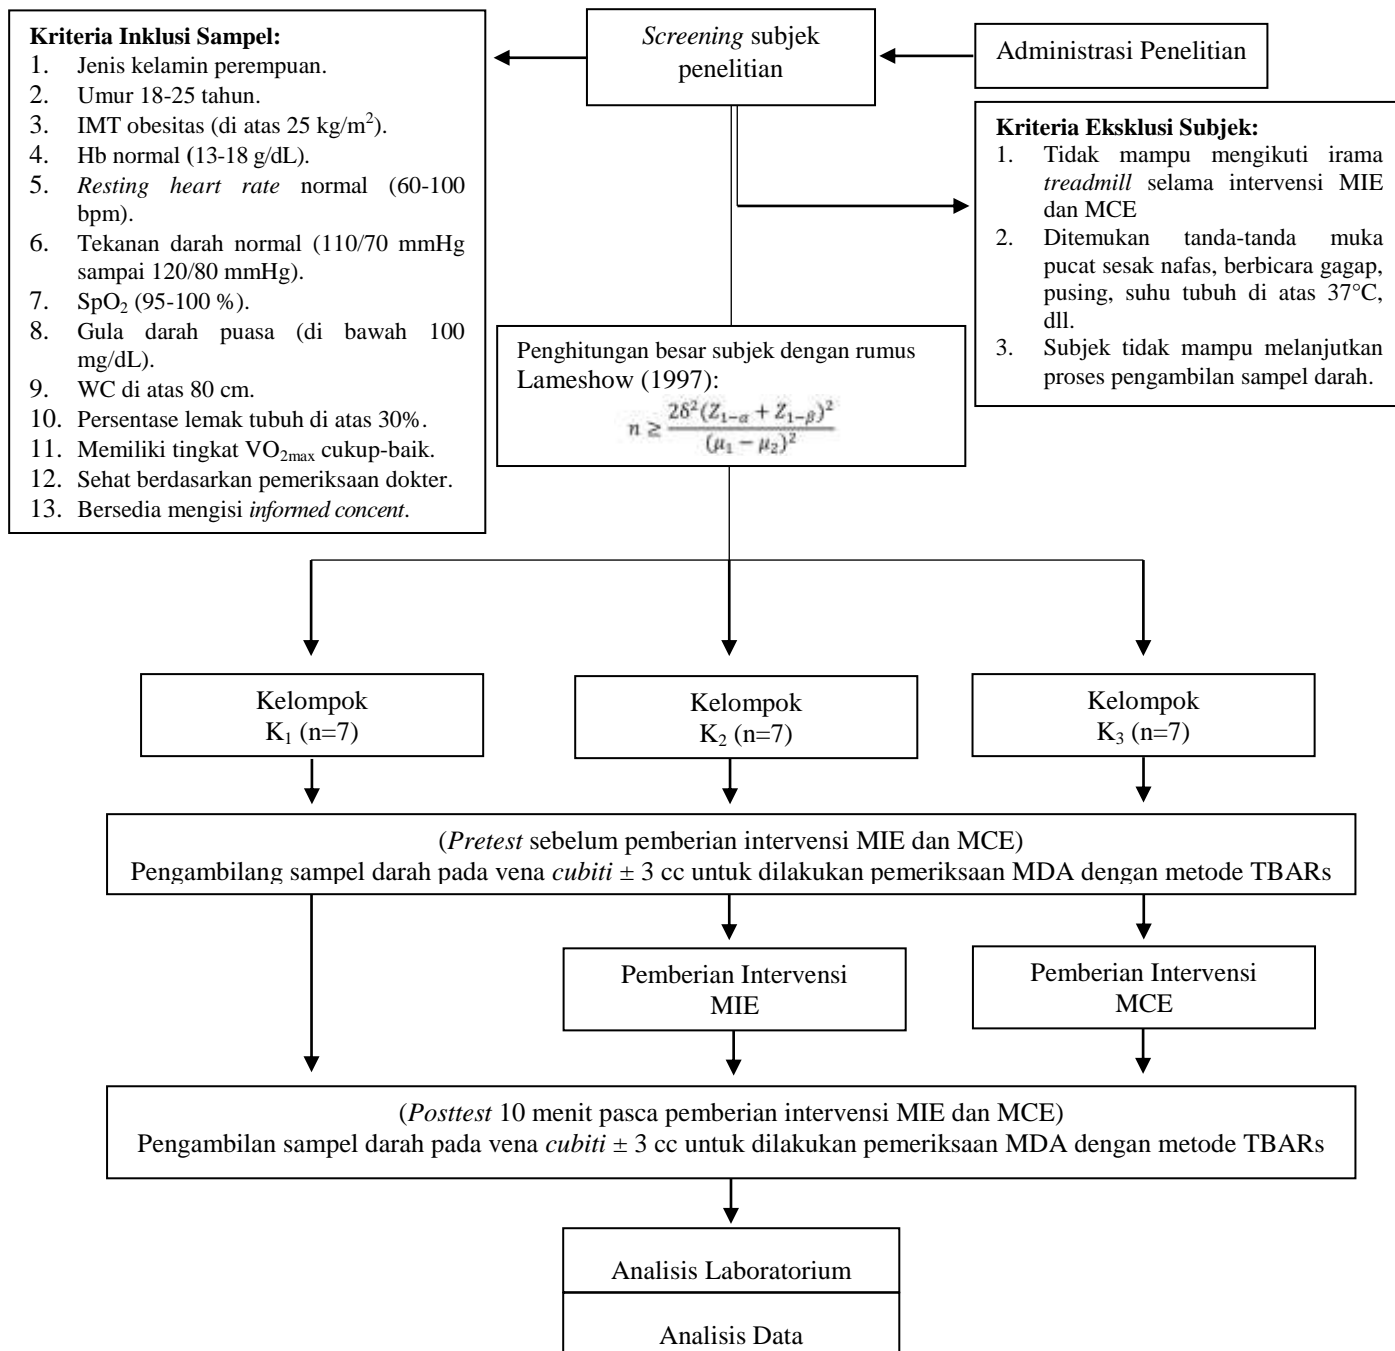 Screening subjek
penelitian
Administrasi Penelitian
Kriteria Inklusi Sampel:
1. Jenis kelamin perempuan.
2. Umur 18-25 tahun.
3. IMT obesitas (di atas 25 kg/m²).
4. Hb normal (13-18 g/dL).
5. Resting heart rate normal (60-100
bpm).
6. Tekanan darah normal (110/70 mmHg
sampai 120/80 mmHg).
7. SpO₂ (95-100 %).
8. Gula darah puasa (di bawah 100
mg/dL).
9. WC di atas 80 cm.
10. Persentase lemak tubuh di atas 30%.
11. Memiliki tingkat VO₂max cukup-baik.
12. Sehat berdasarkan pemeriksaan dokter.
13. Bersedia mengisi informed concent.
Kriteria Eksklusi Subjek:
1. Tidak mampu mengikuti irama
treadmill selama intervensi MIE
dan MCE
2. Ditemukan tanda-tanda muka
pucat sesak nafas, berbicara gagap,
pusing, suhu tubuh di atas 37°C,
dll.
3. Subjek tidak mampu melanjutkan
proses pengambilan sampel darah.
Penghitungan besar subjek dengan rumus
Lameshow (1997):
n ≥ 2δ²(Z₁₋α + Z₁₋β)² / (μ₁ − μ₂)²
Kelompok
K₁ (n=7)
Kelompok
K₂ (n=7)
Kelompok
K₃ (n=7)
(Pretest sebelum pemberian intervensi MIE dan MCE)
Pengambilang sampel darah pada vena cubiti ± 3 cc untuk dilakukan pemeriksaan MDA dengan metode TBARs
Pemberian Intervensi
MIE
Pemberian Intervensi
MCE
(Posttest 10 menit pasca pemberian intervensi MIE dan MCE)
Pengambilan sampel darah pada vena cubiti ± 3 cc untuk dilakukan pemeriksaan MDA dengan metode TBARs
Analisis Laboratorium
Analisis Data